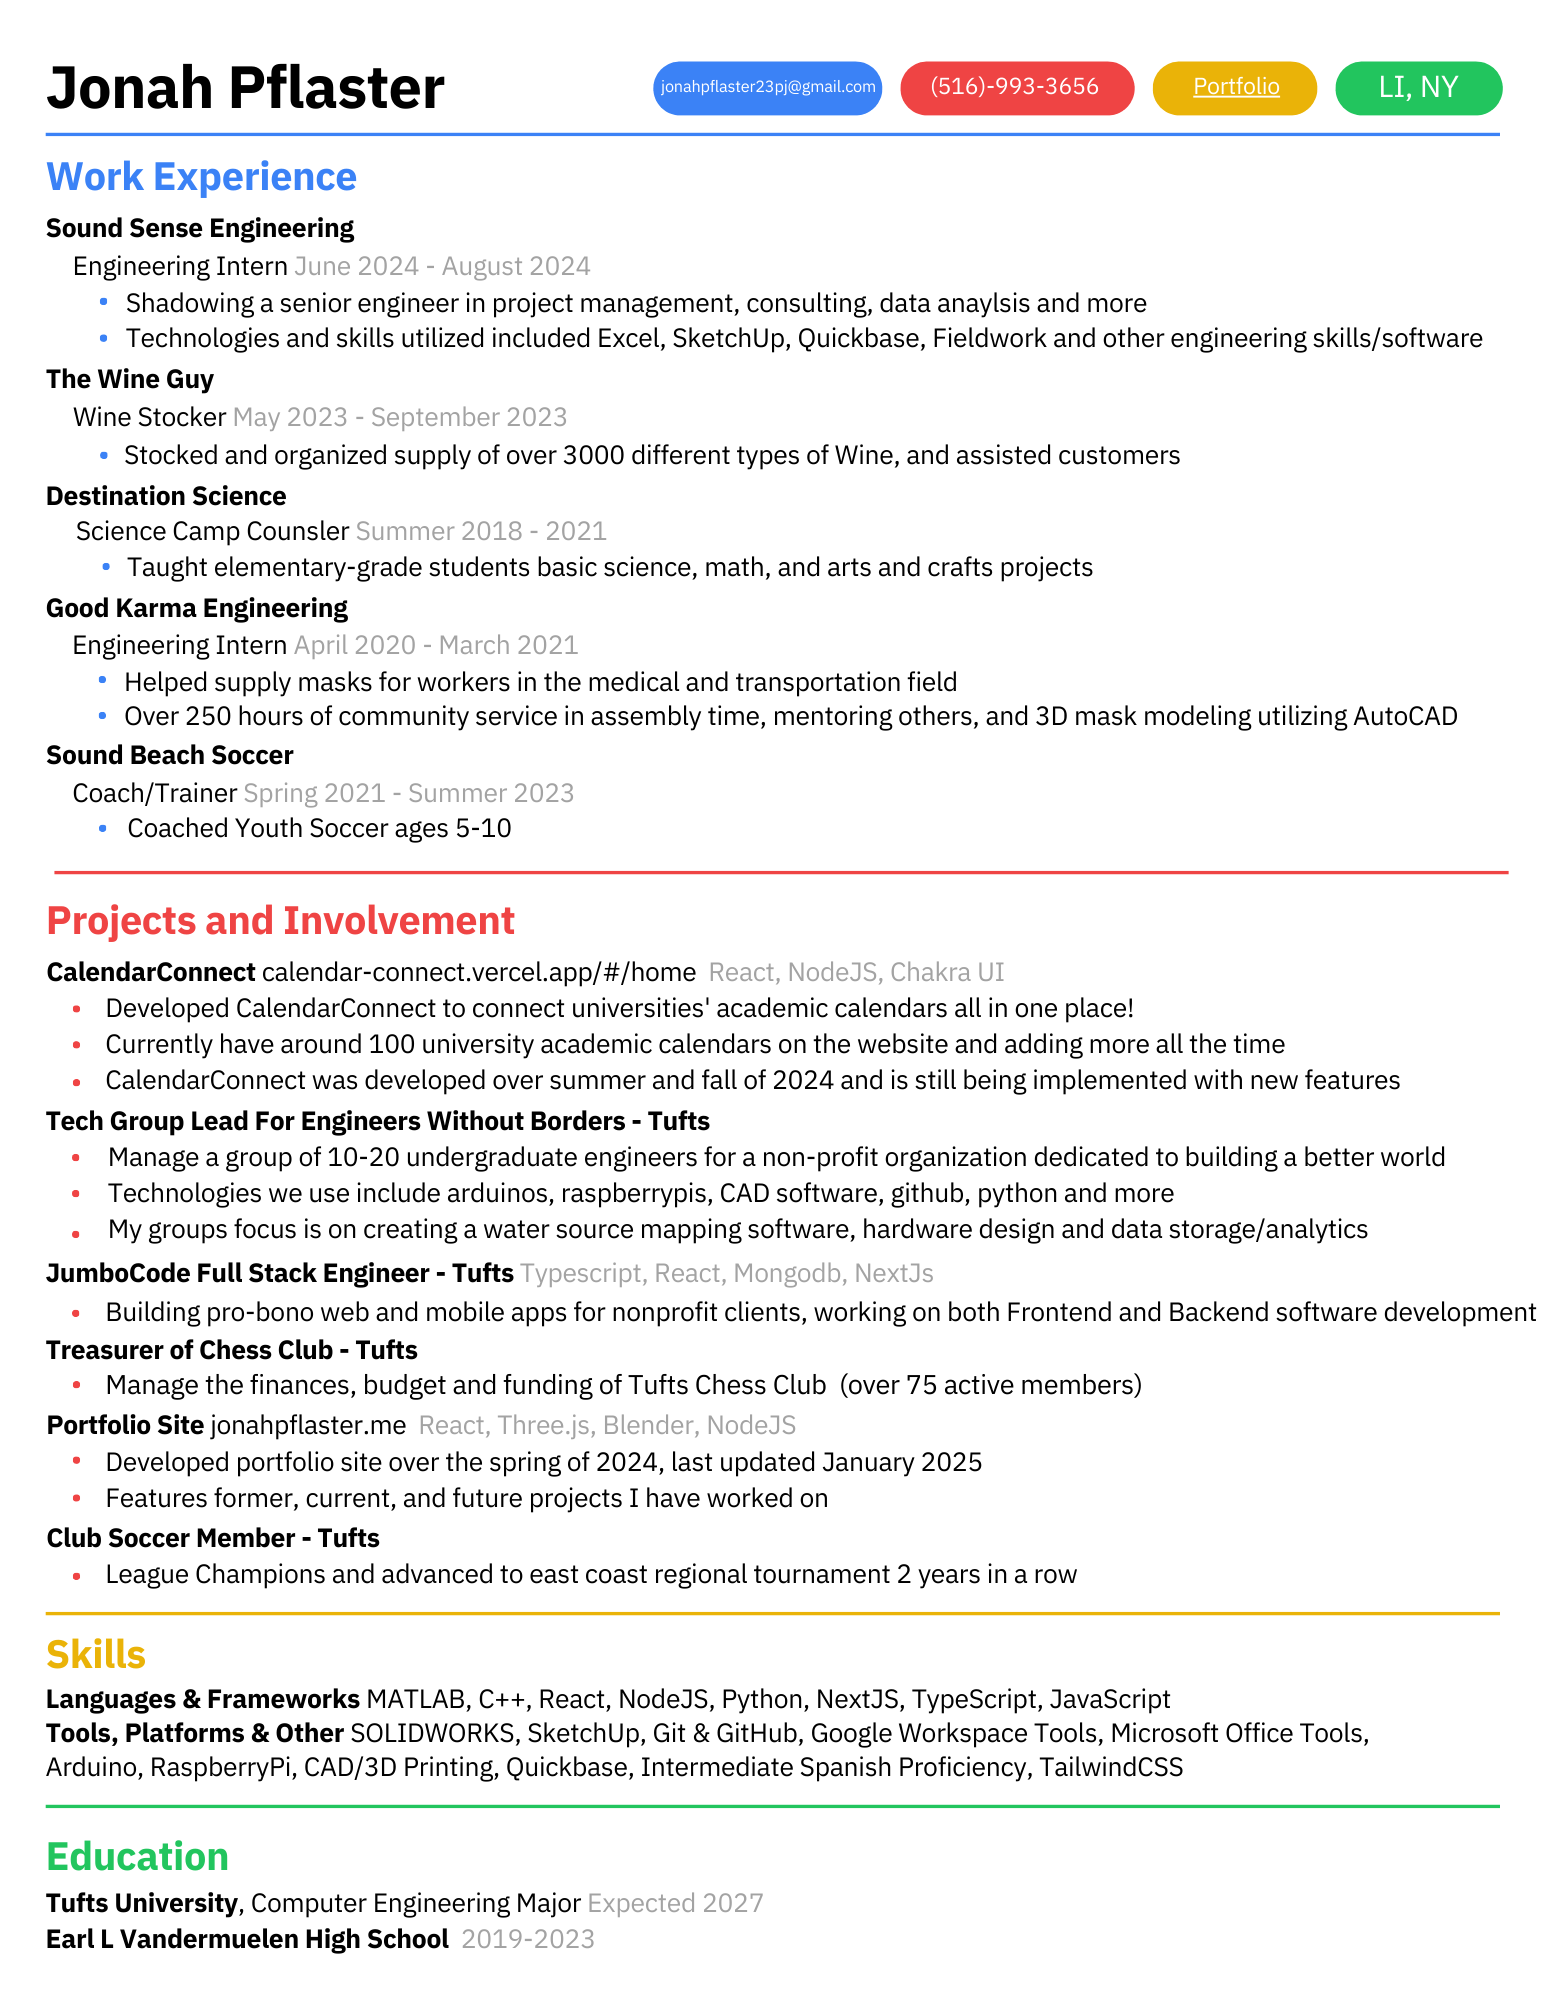 Jonah Pflaster
jonahpflaster23pj@gmail.com
(516)-993-3656
Portfolio
LI, NY
Work Experience
Sound Sense Engineering
Engineering Intern June 2024 - August 2024
• Shadowing a senior engineer in project management, consulting, data anaylsis and more
• Technologies and skills utilized included Excel, SketchUp, Quickbase, Fieldwork and other engineering skills/software
The Wine Guy
Wine Stocker May 2023 - September 2023
• Stocked and organized supply of over 3000 different types of Wine, and assisted customers
Destination Science
Science Camp Counsler Summer 2018 - 2021
• Taught elementary-grade students basic science, math, and arts and crafts projects
Good Karma Engineering
Engineering Intern April 2020 - March 2021
• Helped supply masks for workers in the medical and transportation field
• Over 250 hours of community service in assembly time, mentoring others, and 3D mask modeling utilizing AutoCAD
Sound Beach Soccer
Coach/Trainer Spring 2021 - Summer 2023
• Coached Youth Soccer ages 5-10
Projects and Involvement
CalendarConnect calendar-connect.vercel.app/#/home React, NodeJS, Chakra UI
• Developed CalendarConnect to connect universities' academic calendars all in one place!
• Currently have around 100 university academic calendars on the website and adding more all the time
• CalendarConnect was developed over summer and fall of 2024 and is still being implemented with new features
Tech Group Lead For Engineers Without Borders - Tufts
• Manage a group of 10-20 undergraduate engineers for a non-profit organization dedicated to building a better world
• Technologies we use include arduinos, raspberrypis, CAD software, github, python and more
• My groups focus is on creating a water source mapping software, hardware design and data storage/analytics
JumboCode Full Stack Engineer - Tufts Typescript, React, Mongodb, NextJs
• Building pro-bono web and mobile apps for nonprofit clients, working on both Frontend and Backend software development
Treasurer of Chess Club - Tufts
• Manage the finances, budget and funding of Tufts Chess Club (over 75 active members)
Portfolio Site jonahpflaster.me React, Three.js, Blender, NodeJS
• Developed portfolio site over the spring of 2024, last updated January 2025
• Features former, current, and future projects I have worked on
Club Soccer Member - Tufts
• League Champions and advanced to east coast regional tournament 2 years in a row
Skills
Languages & Frameworks MATLAB, C++, React, NodeJS, Python, NextJS, TypeScript, JavaScript
Tools, Platforms & Other SOLIDWORKS, SketchUp, Git & GitHub, Google Workspace Tools, Microsoft Office Tools,
Arduino, RaspberryPi, CAD/3D Printing, Quickbase, Intermediate Spanish Proficiency, TailwindCSS
Education
Tufts University, Computer Engineering Major Expected 2027
Earl L Vandermuelen High School 2019-2023